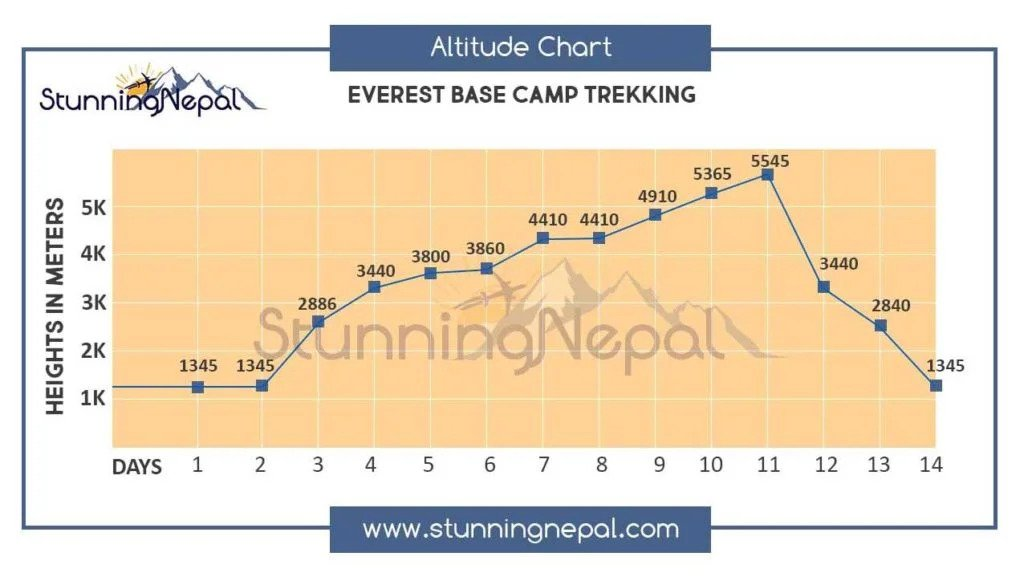 Altitude Chart
StunningNepal
EVEREST BASE CAMP TREKKING
HEIGHTS IN METERS
5K
4K
3K
2K
1K
1345
1345
2886
3440
3800
3860
4410
4410
4910
5365
5545
3440
2840
1345
StunningNepal
DAYS 1 2 3 4 5 6 7 8 9 10 11 12 13 14
www.stunningnepal.com